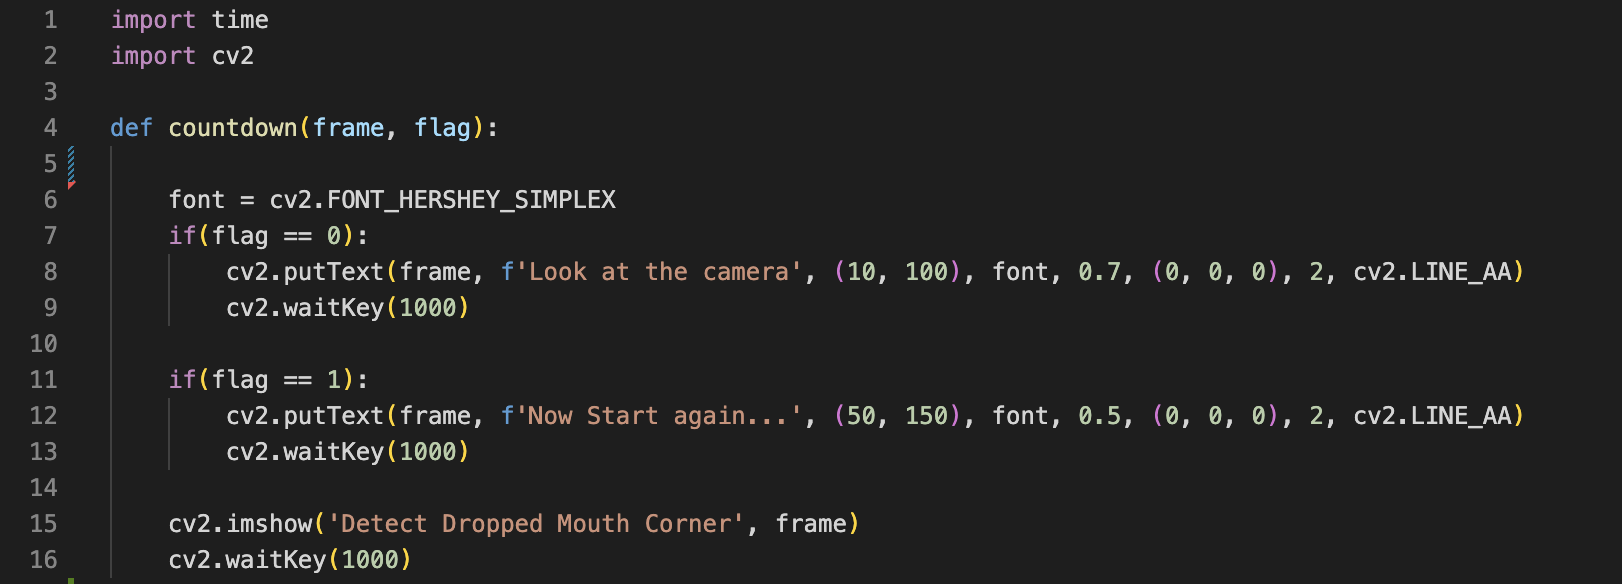 1 import time
2 import cv2
3
4 def countdown(frame, flag):
5
6     font = cv2.FONT_HERSHEY_SIMPLEX
7     if(flag == 0):
8         cv2.putText(frame, f'Look at the camera', (10, 100), font, 0.7, (0, 0, 0), 2, cv2.LINE_AA)
9         cv2.waitKey(1000)
10
11     if(flag == 1):
12         cv2.putText(frame, f'Now Start again...', (50, 150), font, 0.5, (0, 0, 0), 2, cv2.LINE_AA)
13         cv2.waitKey(1000)
14
15     cv2.imshow('Detect Dropped Mouth Corner', frame)
16     cv2.waitKey(1000)